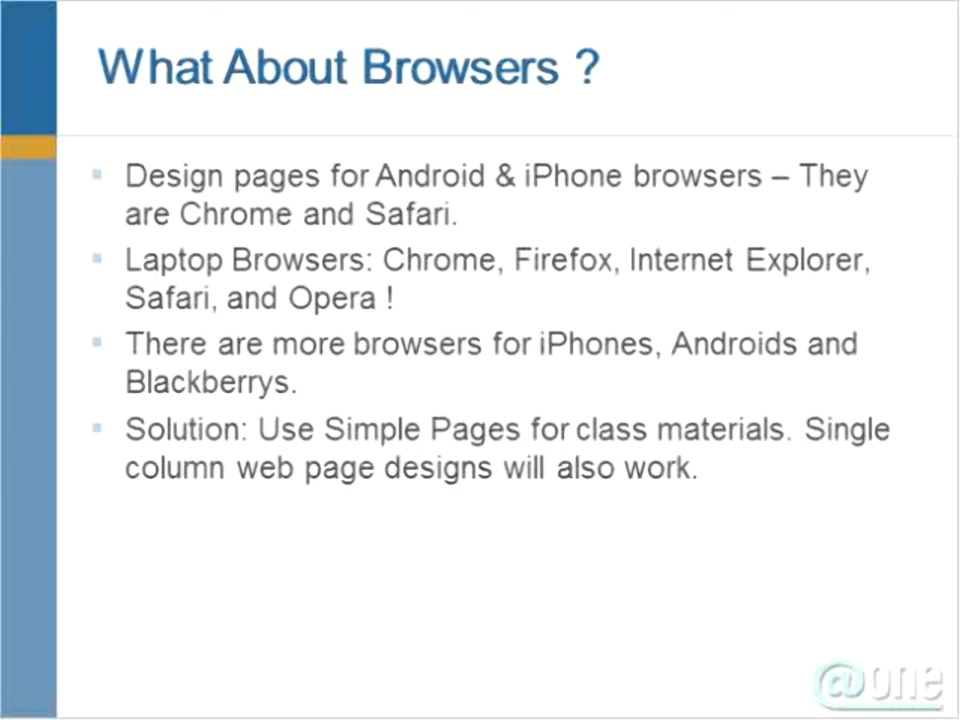 What About Browsers ?
Design pages for Android & iPhone browsers – They
are Chrome and Safari.
Laptop Browsers: Chrome, Firefox, Internet Explorer,
Safari, and Opera !
There are more browsers for iPhones, Androids and
Blackberrys.
Solution: Use Simple Pages for class materials. Single
column web page designs will also work.
@one